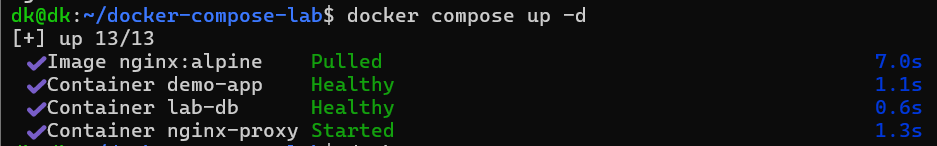 dk@dk:~/docker-compose-lab$ docker compose up -d
[+] up 13/13
✔Image nginx:alpine Pulled 7.0s
✔Container demo-app Healthy 1.1s
✔Container lab-db Healthy 0.6s
✔Container nginx-proxy Started 1.3s